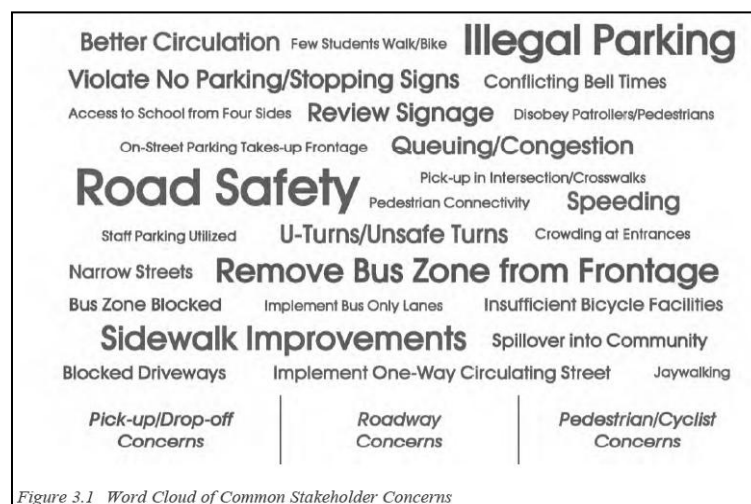 Better Circulation Few Students Walk/Bike Illegal Parking
Violate No Parking/Stopping Signs Conflicting Bell Times
Access to School from Four Sides Review Signage Disobey Patrollers/Pedestrians
On-Street Parking Takes-up Frontage Queuing/Congestion
Road Safety Pick-up in Intersection/Crosswalks
Pedestrian Connectivity Speeding
Staff Parking Utilized U-Turns/Unsafe Turns Crowding at Entrances
Narrow Streets Remove Bus Zone from Frontage
Bus Zone Blocked Implement Bus Only Lanes Insufficient Bicycle Facilities
Sidewalk Improvements Spillover into Community
Blocked Driveways Implement One-Way Circulating Street Jaywalking
Pick-up/Drop-off Roadway Pedestrian/Cyclist
Concerns Concerns Concerns
Figure 3.1 Word Cloud of Common Stakeholder Concerns